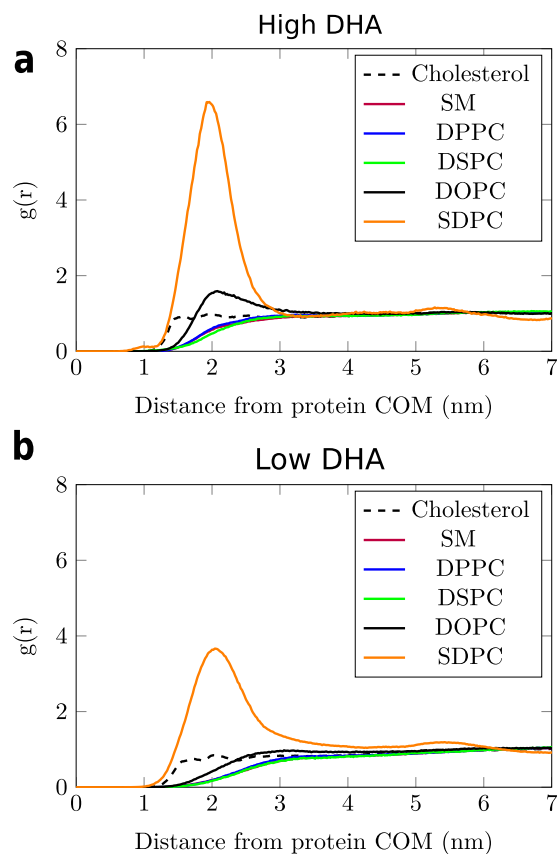 High DHA
a
8
6
4
2
0
g(r)
Cholesterol
SM
DPPC
DSPC
DOPC
SDPC
0 1 2 3 4 5 6 7
Distance from protein COM (nm)
b
Low DHA
8
6
4
2
0
g(r)
Cholesterol
SM
DPPC
DSPC
DOPC
SDPC
0 1 2 3 4 5 6 7
Distance from protein COM (nm)